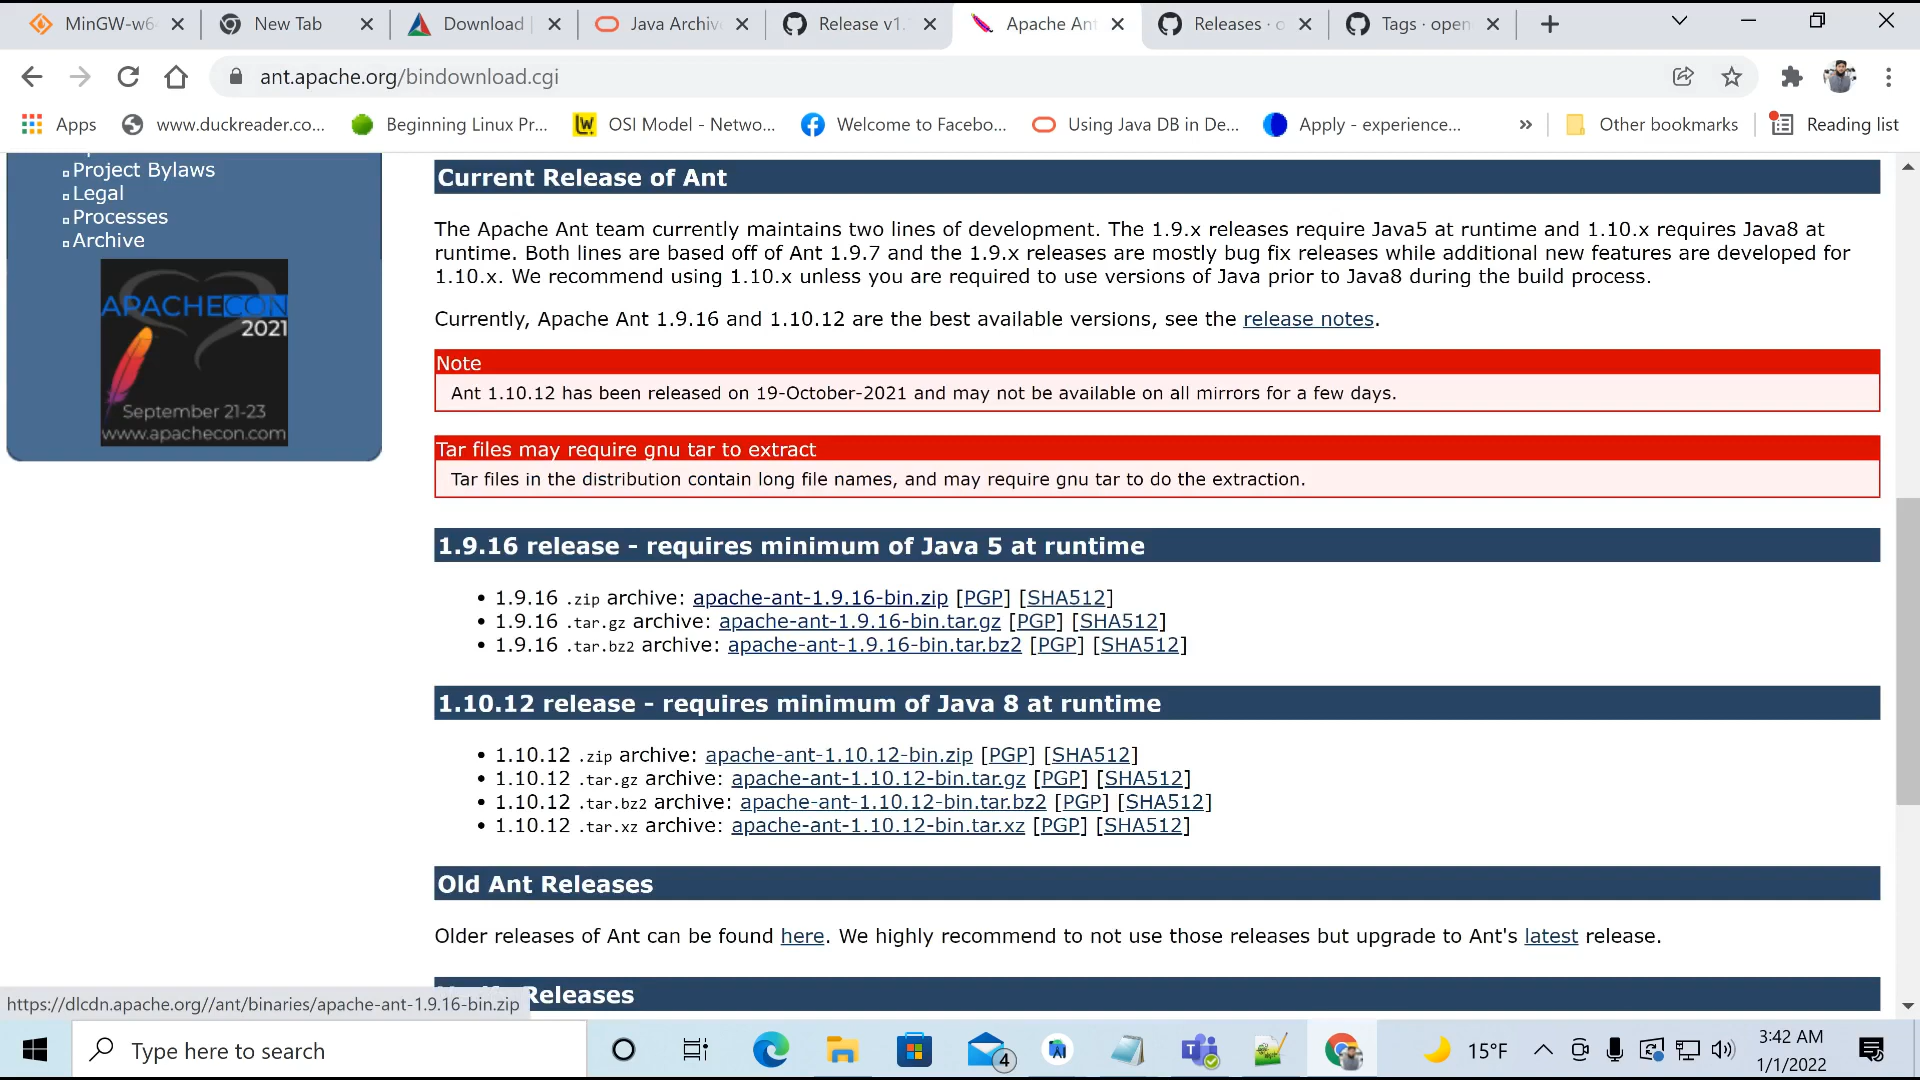 MinGW-w6
New Tab
Download
Java Archiv
Release v1.
Apache Ant
Releases · o
Tags · open
ant.apache.org/bindownload.cgi
Apps
www.duckreader.co...
Beginning Linux Pr...
OSI Model - Netwo...
Welcome to Facebo...
Using Java DB in De...
Apply - experience...
»
Other bookmarks
Reading list
Project Bylaws
Legal
Processes
Archive
APACHECON
2021
September 21-23
www.apachecon.com
Current Release of Ant
The Apache Ant team currently maintains two lines of development. The 1.9.x releases require Java5 at runtime and 1.10.x requires Java8 at
runtime. Both lines are based off of Ant 1.9.7 and the 1.9.x releases are mostly bug fix releases while additional new features are developed for
1.10.x. We recommend using 1.10.x unless you are required to use versions of Java prior to Java8 during the build process.
Currently, Apache Ant 1.9.16 and 1.10.12 are the best available versions, see the release notes.
Note
Ant 1.10.12 has been released on 19-October-2021 and may not be available on all mirrors for a few days.
Tar files may require gnu tar to extract
Tar files in the distribution contain long file names, and may require gnu tar to do the extraction.
1.9.16 release - requires minimum of Java 5 at runtime
• 1.9.16 .zip archive: apache-ant-1.9.16-bin.zip [PGP] [SHA512]
• 1.9.16 .tar.gz archive: apache-ant-1.9.16-bin.tar.gz [PGP] [SHA512]
• 1.9.16 .tar.bz2 archive: apache-ant-1.9.16-bin.tar.bz2 [PGP] [SHA512]
1.10.12 release - requires minimum of Java 8 at runtime
• 1.10.12 .zip archive: apache-ant-1.10.12-bin.zip [PGP] [SHA512]
• 1.10.12 .tar.gz archive: apache-ant-1.10.12-bin.tar.gz [PGP] [SHA512]
• 1.10.12 .tar.bz2 archive: apache-ant-1.10.12-bin.tar.bz2 [PGP] [SHA512]
• 1.10.12 .tar.xz archive: apache-ant-1.10.12-bin.tar.xz [PGP] [SHA512]
Old Ant Releases
Older releases of Ant can be found here. We highly recommend to not use those releases but upgrade to Ant's latest release.
Releases
https://dlcdn.apache.org//ant/binaries/apache-ant-1.9.16-bin.zip
Type here to search
4
15°F
3:42 AM
1/1/2022